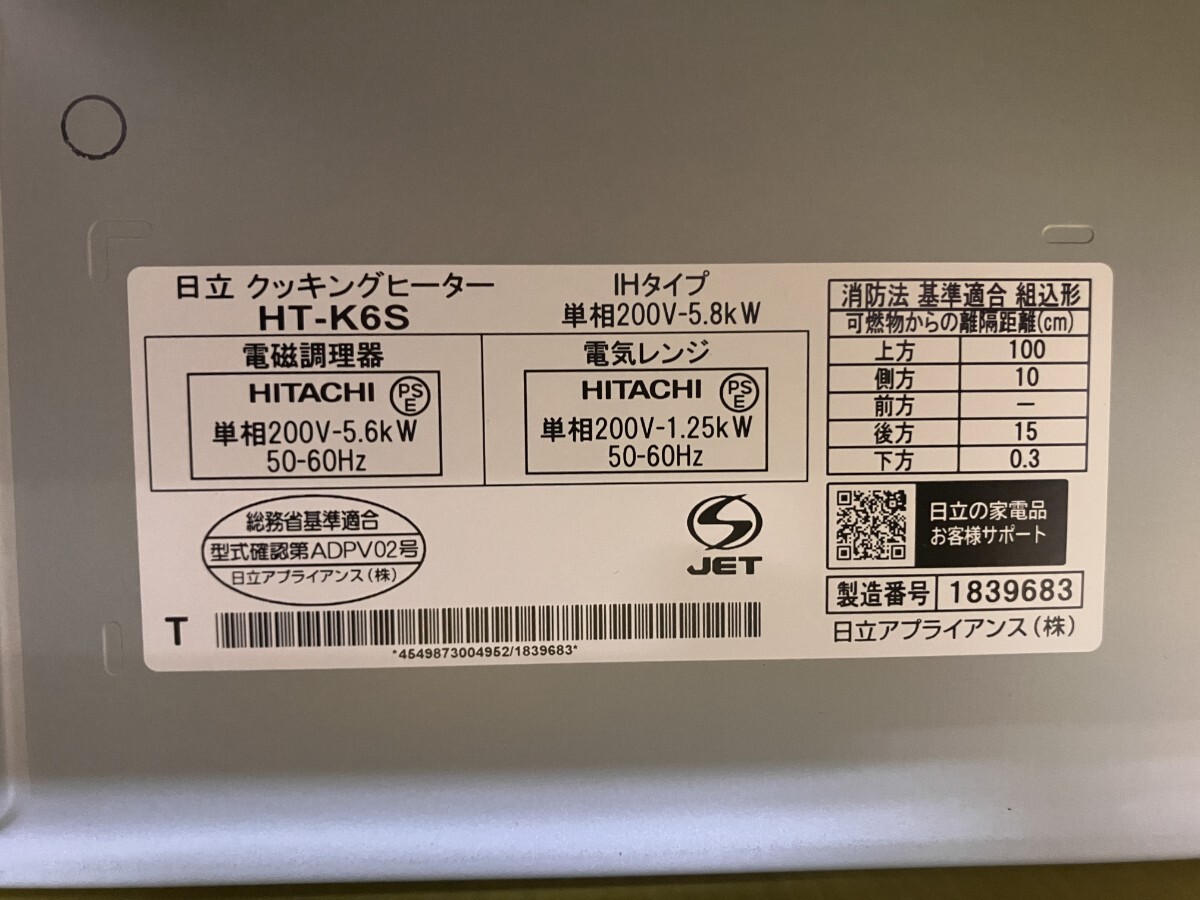 日立 クッキングヒーター
HT-K6S
IHタイプ
単相200V-5.8kW
電磁調理器
HITACHI
PSE
単相200V-5.6kW
50-60Hz
電気レンジ
HITACHI
PSE
単相200V-1.25kW
50-60Hz
消防法 基準適合 組込形
可燃物からの離隔距離(cm)
上方 100
側方 10
前方 －
後方 15
下方 0.3
総務省基準適合
型式確認第ADPV02号
日立アプライアンス(株)
S
JET
日立の家電品
お客様サポート
製造番号 1839683
日立アプライアンス(株)
T
*4549873004952/1839683*